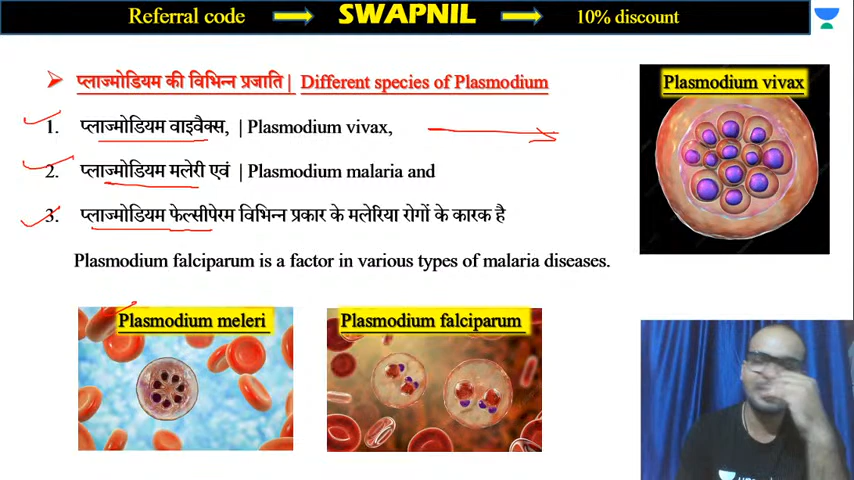 Referral code SWAPNIL 10% discount
प्लाज्मोडियम की विभिन्न प्रजाति | Different species of Plasmodium
Plasmodium vivax
1. प्लाज्मोडियम वाइवैक्स, | Plasmodium vivax,
2. प्लाज्मोडियम मलेरी एवं | Plasmodium malaria and
3. प्लाज्मोडियम फेल्सीपेरम विभिन्न प्रकार के मलेरिया रोगों के कारक है
Plasmodium falciparum is a factor in various types of malaria diseases.
Plasmodium meleri
Plasmodium falciparum